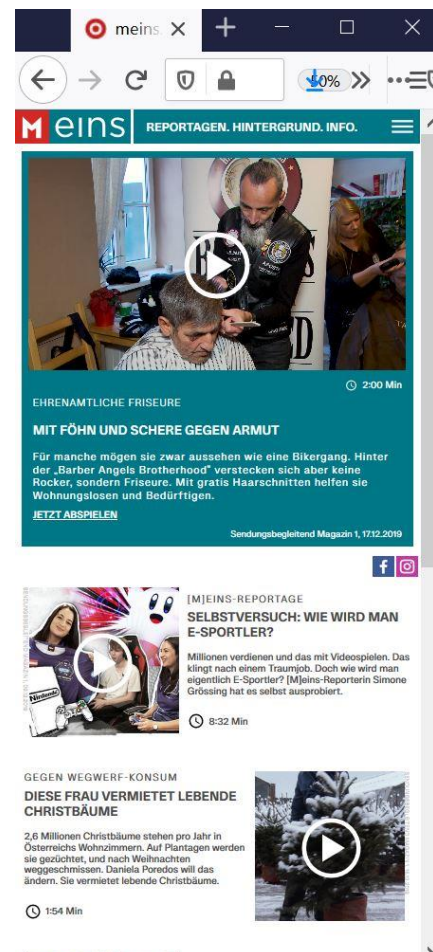 meins.
50%
M eins REPORTAGEN. HINTERGRUND. INFO.
2:00 Min
EHRENAMTLICHE FRISEURE
MIT FÖHN UND SCHERE GEGEN ARMUT
Für manche mögen sie zwar aussehen wie eine Bikergang. Hinter
der „Barber Angels Brotherhood" verstecken sich aber keine
Rocker, sondern Friseure. Mit gratis Haarschnitten helfen sie
Wohnungslosen und Bedürftigen.
JETZT ABSPIELEN
Sendungsbegleitend Magazin 1, 17.12.2019
[M]EINS-REPORTAGE
SELBSTVERSUCH: WIE WIRD MAN
E-SPORTLER?
Millionen verdienen und das mit Videospielen. Das
klingt nach einem Traumjob. Doch wie wird man
eigentlich E-Sportler? [M]eins-Reporterin Simone
Grössing hat es selbst ausprobiert.
8:32 Min
Nintendo
GEGEN WEGWERF-KONSUM
DIESE FRAU VERMIETET LEBENDE
CHRISTBÄUME
2,6 Millionen Christbäume stehen pro Jahr in
Österreichs Wohnzimmern. Auf Plantagen werden
sie gezüchtet, und nach Weihnachten
weggeschmissen. Daniela Poredos will das
ändern. Sie vermietet lebende Christbäume.
1:54 Min